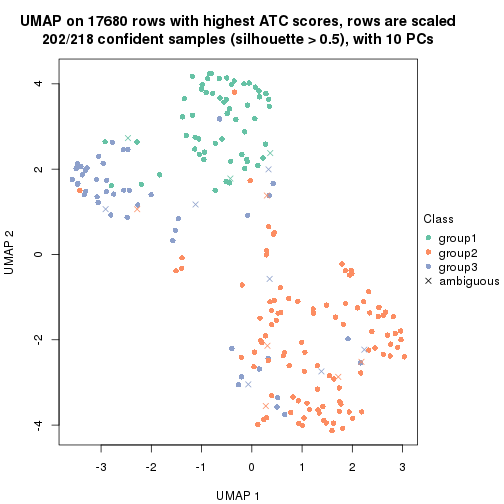 UMAP on 17680 rows with highest ATC scores, rows are scaled
202/218 confident samples (silhouette > 0.5), with 10 PCs
4
2
0
-2
-4
UMAP 2
-3
-2
-1
0
1
2
3
UMAP 1
Class
group1
group2
group3
ambiguous